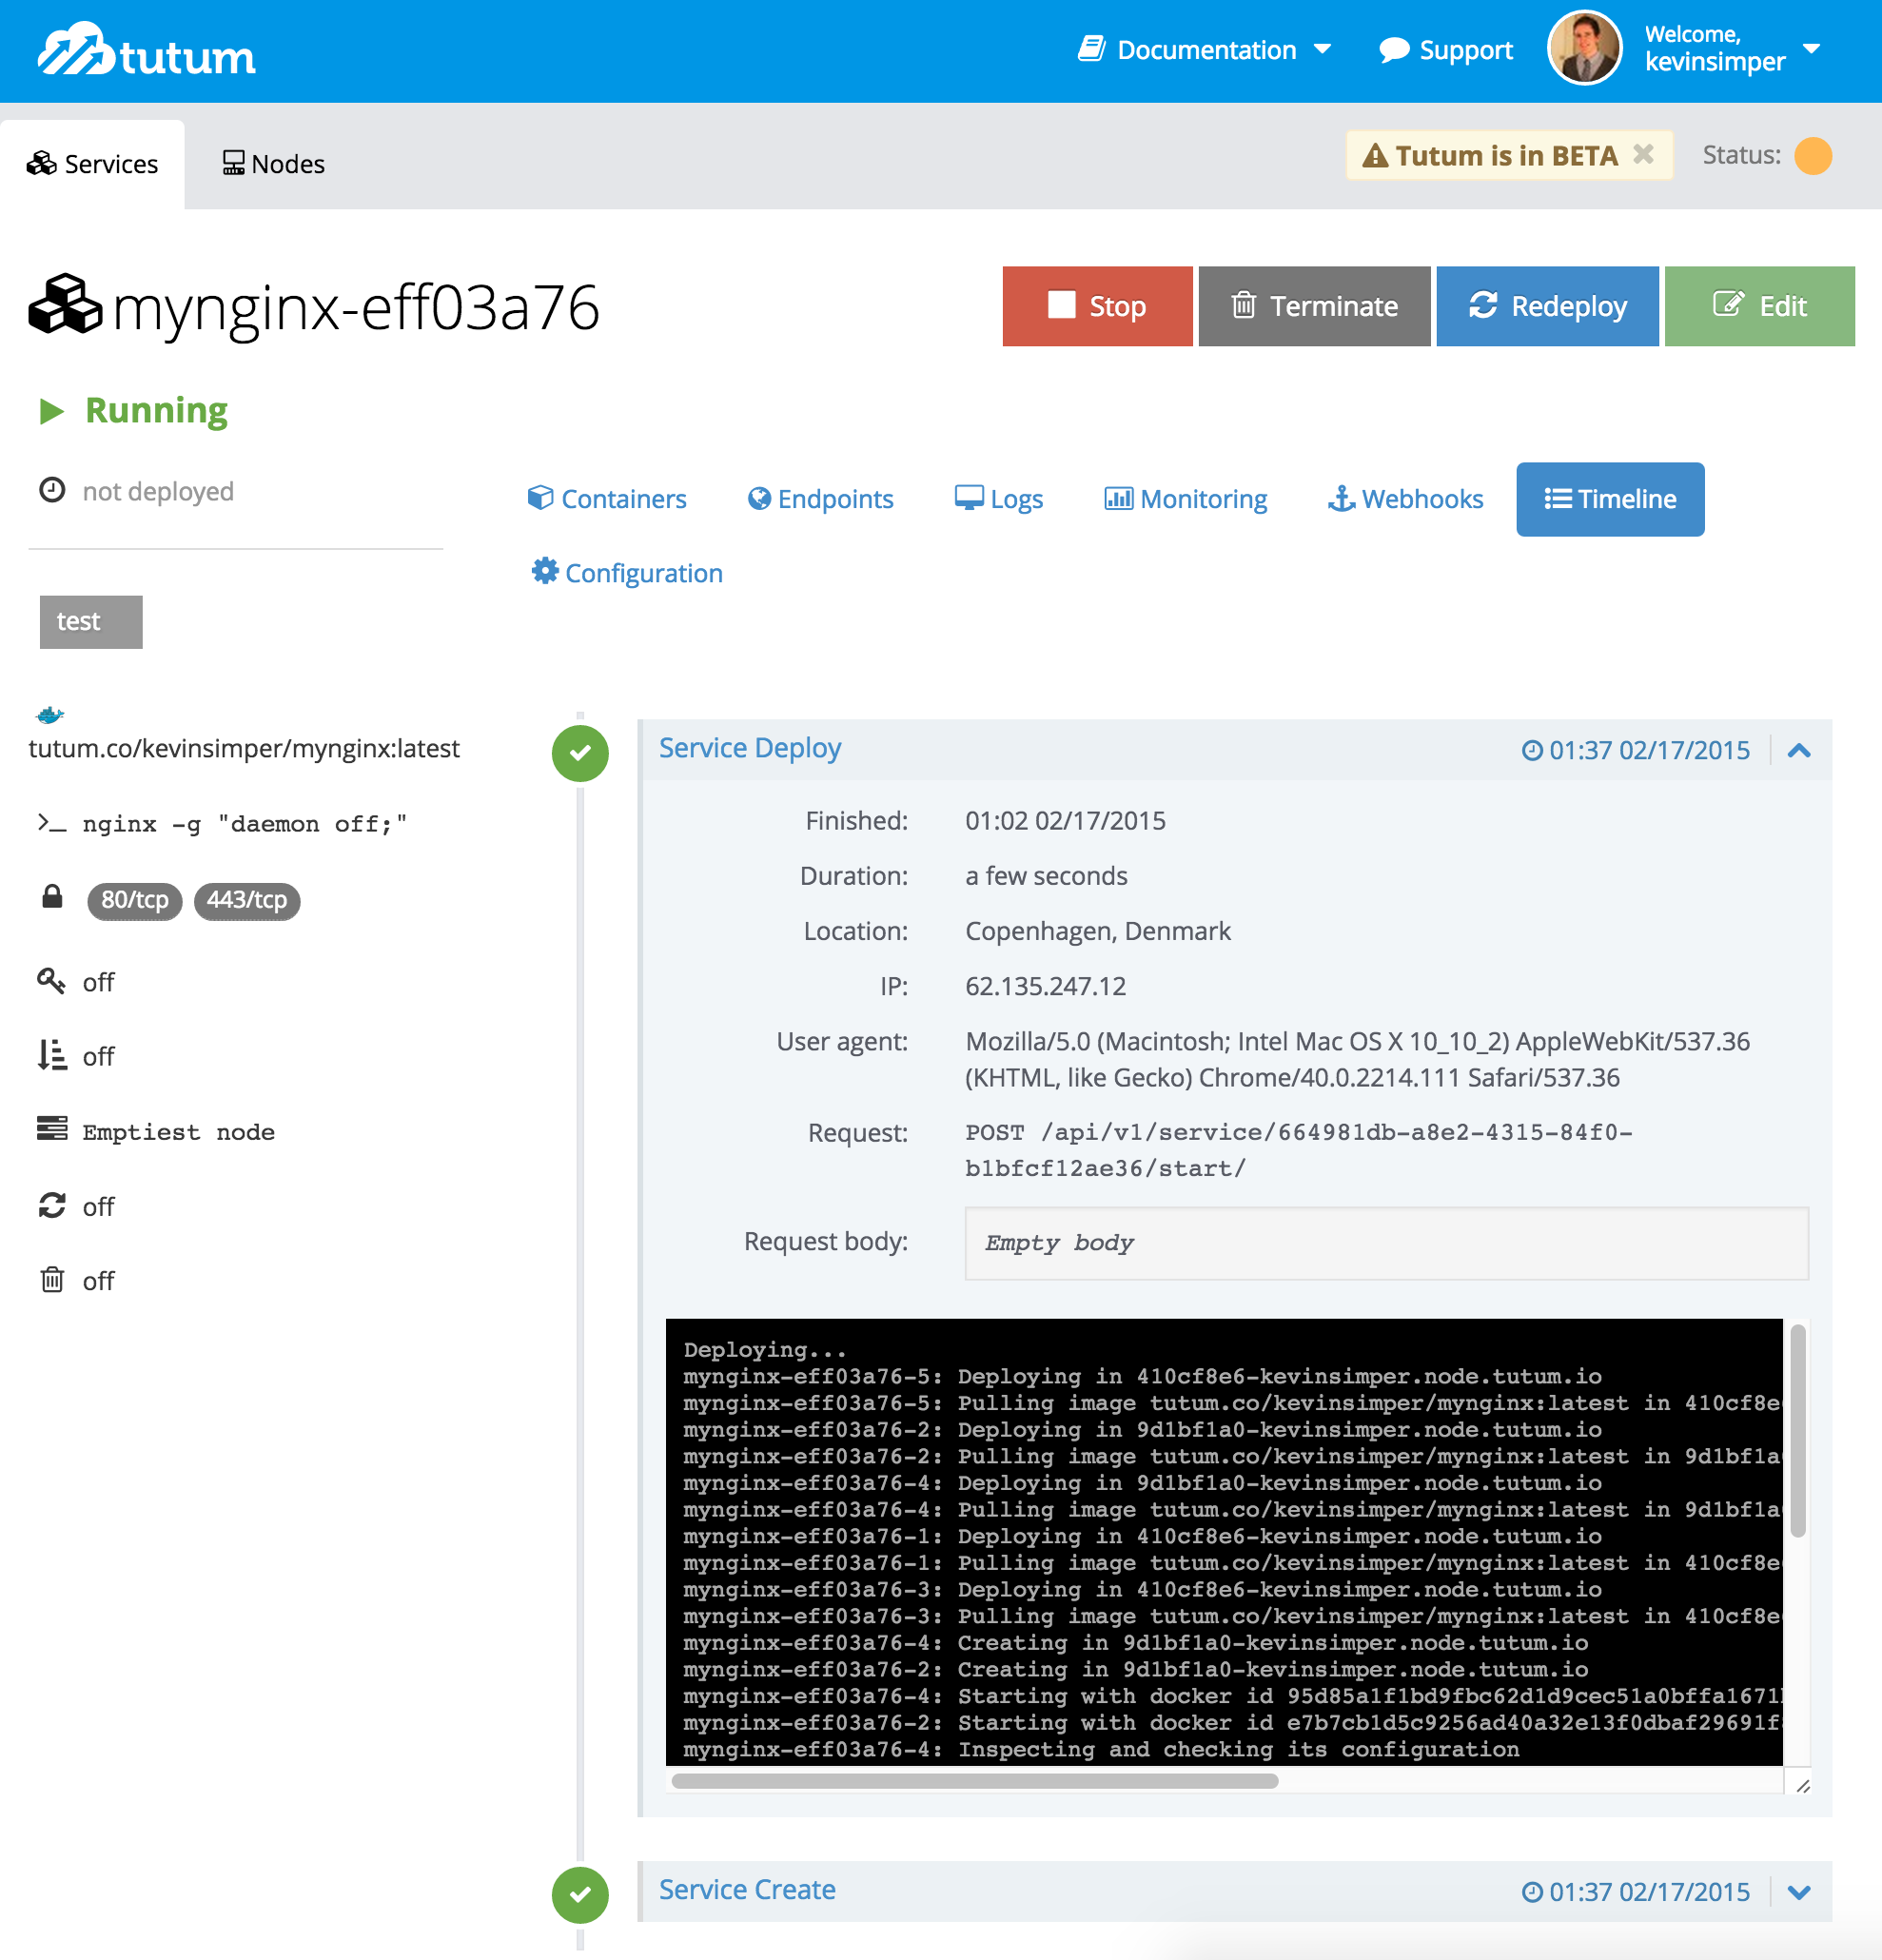 tutum
Documentation
Support
Welcome,
kevinsimper
Services
Nodes
Tutum is in BETA
Status:
mynginx-eff03a76
Stop
Terminate
Redeploy
Edit
Running
not deployed
Containers
Endpoints
Logs
Monitoring
Webhooks
Timeline
Configuration
test
tutum.co/kevinsimper/mynginx:latest
nginx -g "daemon off;"
80/tcp 443/tcp
off
off
Emptiest node
off
off
Service Deploy 01:37 02/17/2015
Finished: 01:02 02/17/2015
Duration: a few seconds
Location: Copenhagen, Denmark
IP: 62.135.247.12
User agent: Mozilla/5.0 (Macintosh; Intel Mac OS X 10_10_2) AppleWebKit/537.36
(KHTML, like Gecko) Chrome/40.0.2214.111 Safari/537.36
Request: POST /api/v1/service/664981db-a8e2-4315-84f0-
b1bfcf12ae36/start/
Request body: Empty body
Deploying...
mynginx-eff03a76-5: Deploying in 410cf8e6-kevinsimper.node.tutum.io
mynginx-eff03a76-5: Pulling image tutum.co/kevinsimper/mynginx:latest in 410cf8e
mynginx-eff03a76-2: Deploying in 9d1bf1a0-kevinsimper.node.tutum.io
mynginx-eff03a76-2: Pulling image tutum.co/kevinsimper/mynginx:latest in 9d1bf1a
mynginx-eff03a76-4: Deploying in 9d1bf1a0-kevinsimper.node.tutum.io
mynginx-eff03a76-4: Pulling image tutum.co/kevinsimper/mynginx:latest in 9d1bf1a
mynginx-eff03a76-1: Deploying in 410cf8e6-kevinsimper.node.tutum.io
mynginx-eff03a76-1: Pulling image tutum.co/kevinsimper/mynginx:latest in 410cf8e
mynginx-eff03a76-3: Deploying in 410cf8e6-kevinsimper.node.tutum.io
mynginx-eff03a76-3: Pulling image tutum.co/kevinsimper/mynginx:latest in 410cf8e
mynginx-eff03a76-4: Creating in 9d1bf1a0-kevinsimper.node.tutum.io
mynginx-eff03a76-2: Creating in 9d1bf1a0-kevinsimper.node.tutum.io
mynginx-eff03a76-4: Starting with docker id 95d85a1f1bd9fbc62d1d9cec51a0bffa1671
mynginx-eff03a76-2: Starting with docker id e7b7cb1d5c9256ad40a32e13f0dbaf29691f
mynginx-eff03a76-4: Inspecting and checking its configuration
Service Create 01:37 02/17/2015